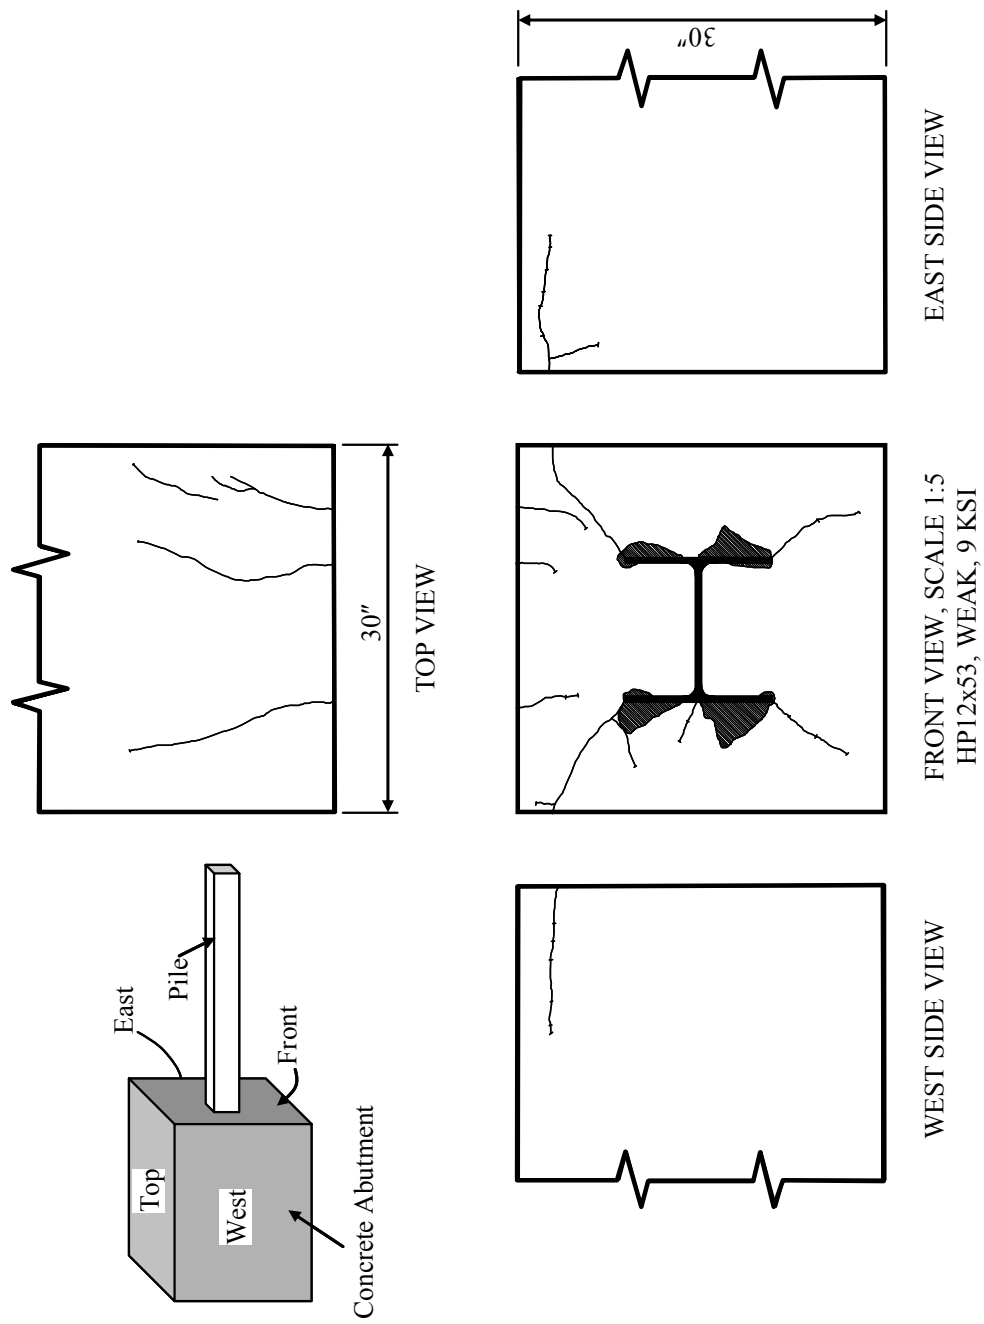 Top
West
East
Pile
Front
Concrete Abutment
30″
TOP VIEW
30″
WEST SIDE VIEW
FRONT VIEW, SCALE 1:5
HP12x53, WEAK, 9 KSI
EAST SIDE VIEW